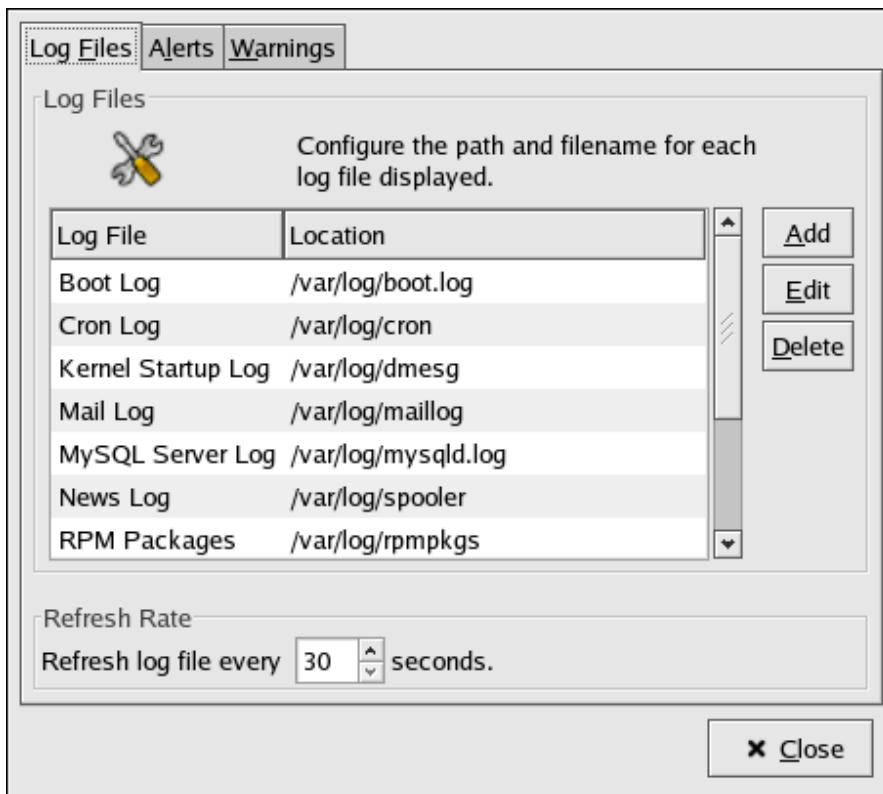 Log Files Alerts Warnings
Log Files
Configure the path and filename for each
log file displayed.
Log File Location
Boot Log /var/log/boot.log
Cron Log /var/log/cron
Kernel Startup Log /var/log/dmesg
Mail Log /var/log/maillog
MySQL Server Log /var/log/mysqld.log
News Log /var/log/spooler
RPM Packages /var/log/rpmpkgs
Add
Edit
Delete
Refresh Rate
Refresh log file every 30 seconds.
Close